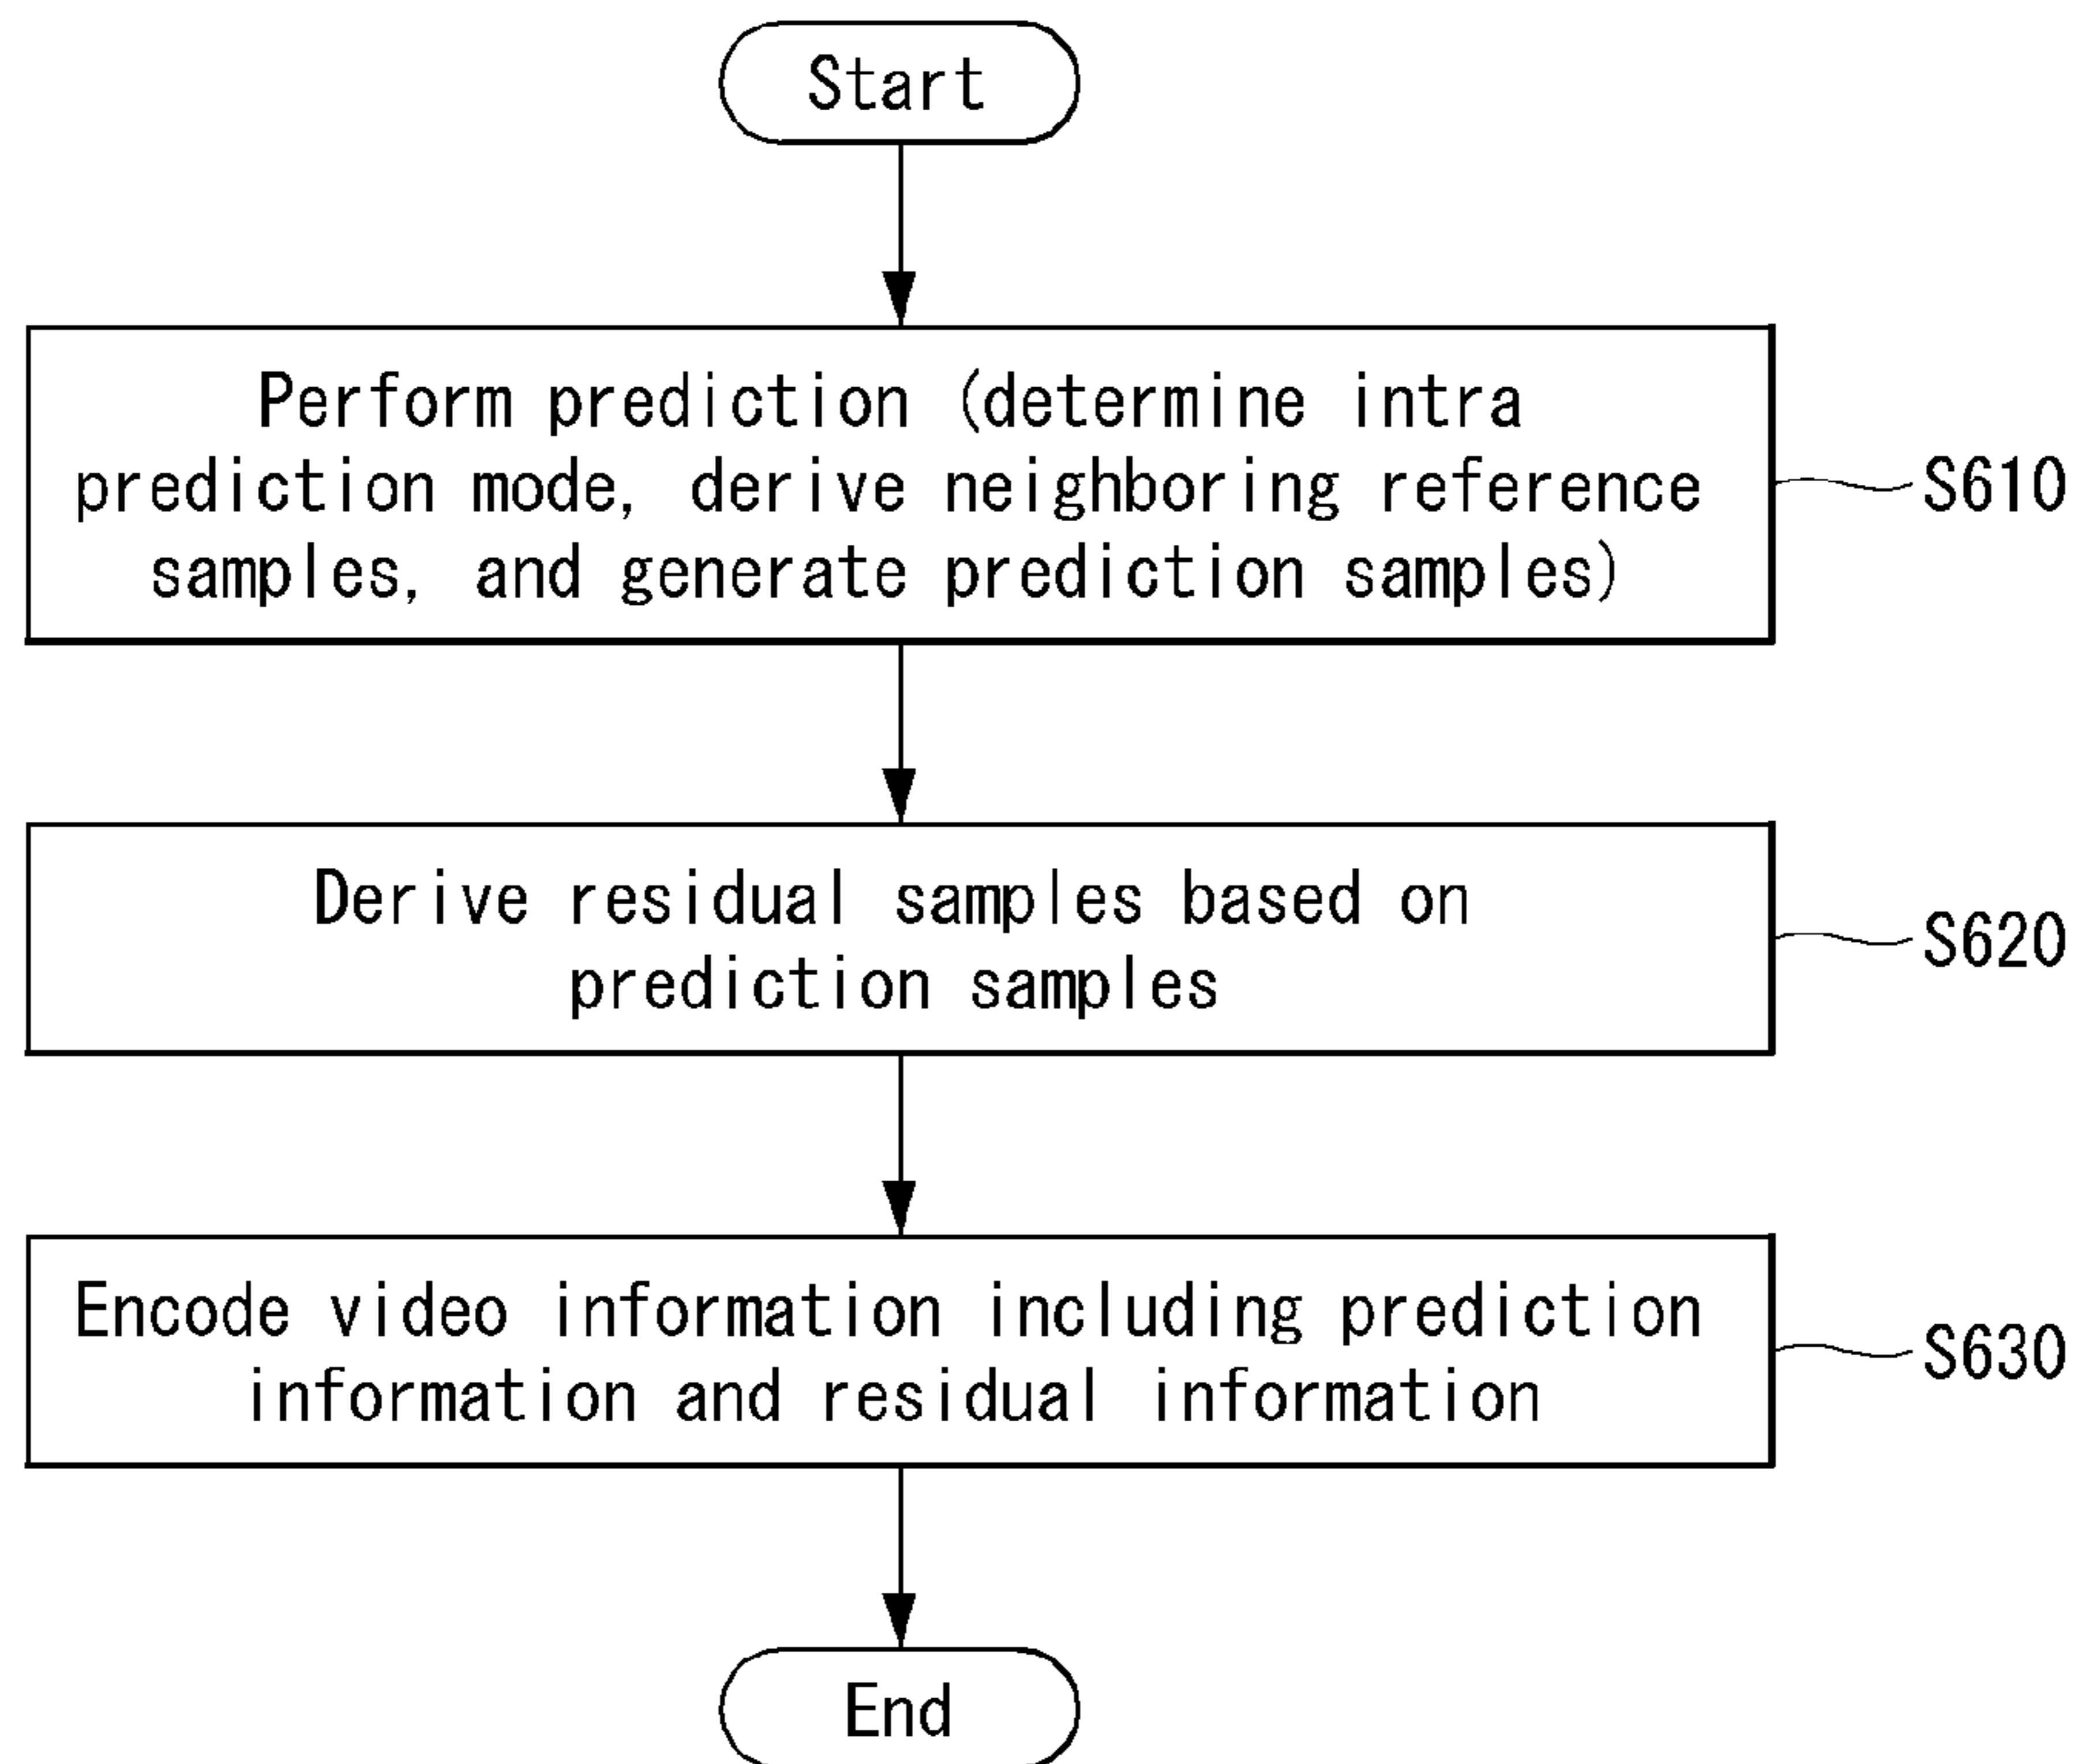 Start
Perform prediction (determine intra
prediction mode, derive neighboring reference
samples, and generate prediction samples)
S610
Derive residual samples based on
prediction samples
S620
Encode video information including prediction
information and residual information
S630
End